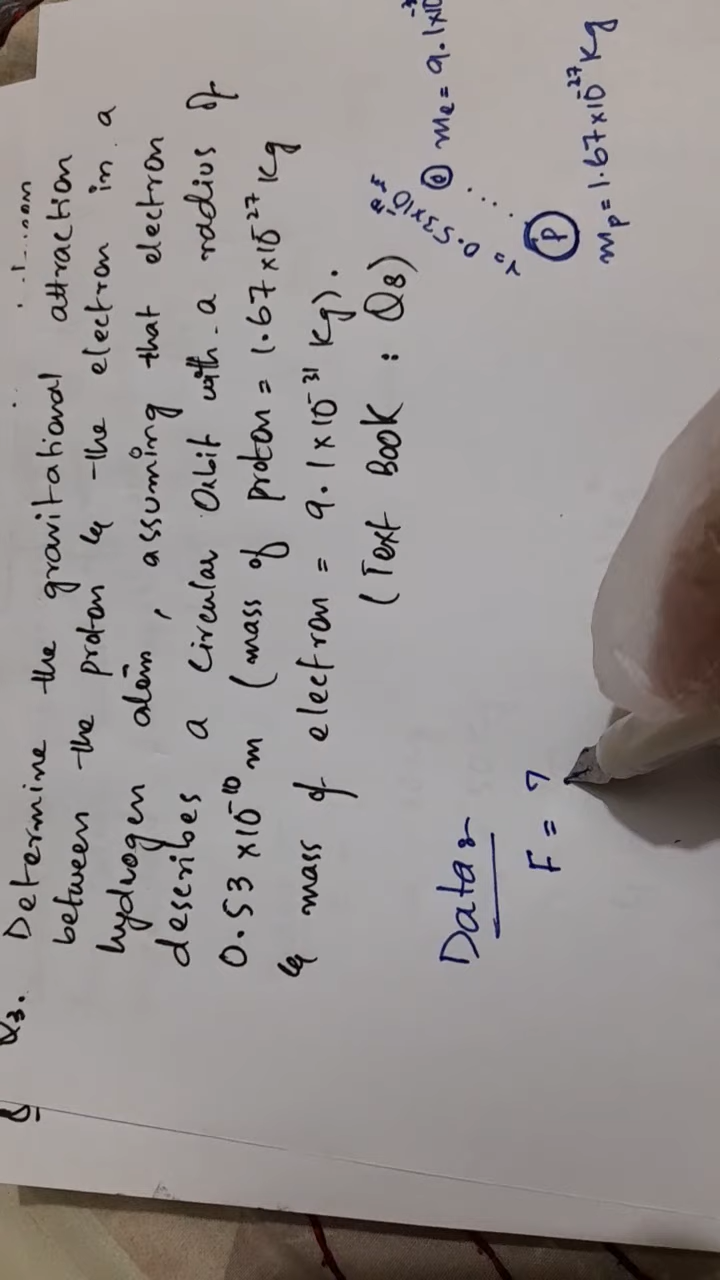 Q3. Determine the gravitational attraction
between the proton & the electron in a
hydrogen atom, assuming that electron
describes a circular orbit with a radius of
0.53 x 10⁻¹⁰ m (mass of proton = 1.67 x 10⁻²⁷ Kg
& mass of electron = 9.1 x 10⁻³¹ Kg).
(Text Book : Q8)
Data
F = ?
e me = 9.1x10
0.53x10
P
mp = 1.67x10⁻²⁷ Kg